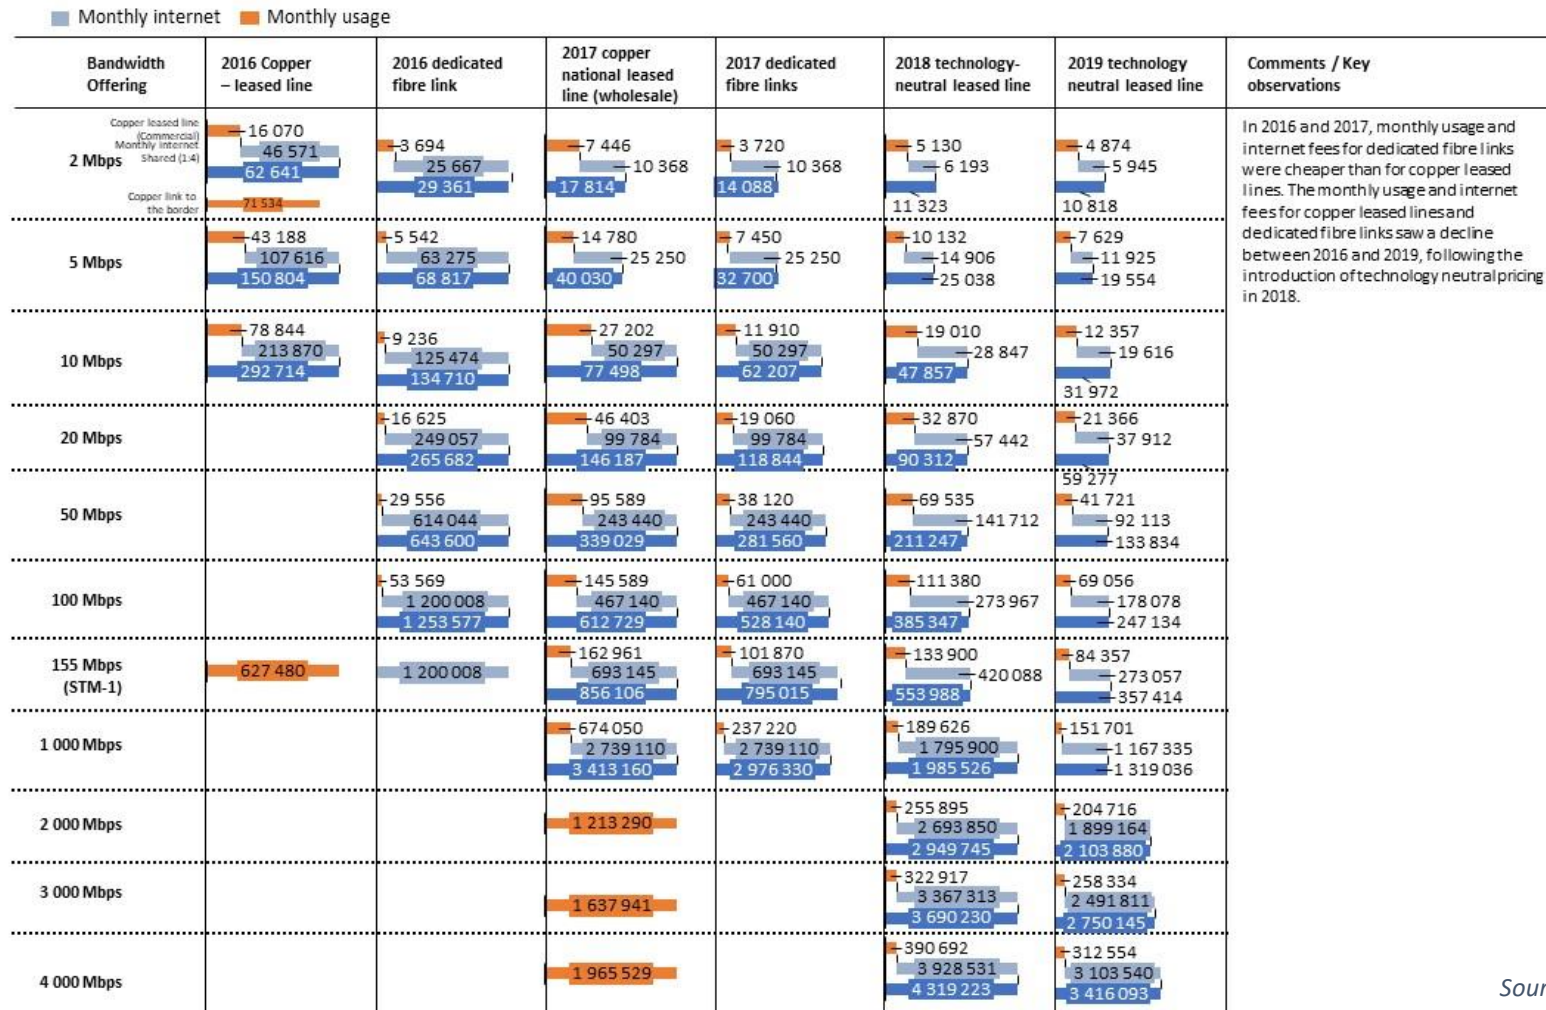 Monthly internet Monthly usage
Bandwidth Offering | 2016 Copper – leased line | 2016 dedicated fibre link | 2017 copper national leased line (wholesale) | 2017 dedicated fibre links | 2018 technology-neutral leased line | 2019 technology neutral leased line | Comments / Key observations
Copper leased line (Commercial)
Monthly internet Shared (1:4)
2 Mbps
Copper link to the border
16 070
46 571
62 641
71 534
3 694
25 667
29 361
7 446
10 368
17 814
3 720
10 368
14 088
5 130
6 193
11 323
4 874
5 945
10 818
In 2016 and 2017, monthly usage and
internet fees for dedicated fibre links
were cheaper than for copper leased
lines. The monthly usage and internet
fees for copper leased lines and
dedicated fibre links saw a decline
between 2016 and 2019, following the
introduction of technology neutral pricing
in 2018.
5 Mbps
43 188
107 616
150 804
5 542
63 275
68 817
14 780
25 250
40 030
7 450
25 250
32 700
10 132
14 906
25 038
7 629
11 925
19 554
10 Mbps
78 844
213 870
292 714
9 236
125 474
134 710
27 202
50 297
77 498
11 910
50 297
62 207
19 010
28 847
47 857
12 357
19 616
31 972
20 Mbps
16 625
249 057
265 682
46 403
99 784
146 187
19 060
99 784
118 844
32 870
57 442
90 312
21 366
37 912
59 277
50 Mbps
29 556
614 044
643 600
95 589
243 440
339 029
38 120
243 440
281 560
69 535
141 712
211 247
41 721
92 113
133 834
100 Mbps
53 569
1 200 008
1 253 577
145 589
467 140
612 729
61 000
467 140
528 140
111 380
273 967
385 347
69 056
178 078
247 134
155 Mbps
(STM-1)
627 480
1 200 008
162 961
693 145
856 106
101 870
693 145
795 015
133 900
420 088
553 988
84 357
273 057
357 414
1 000 Mbps
674 050
2 739 110
3 413 160
237 220
2 739 110
2 976 330
189 626
1 795 900
1 985 526
151 701
1 167 335
1 319 036
2 000 Mbps
1 213 290
255 895
2 693 850
2 949 745
204 716
1 899 164
2 103 880
3 000 Mbps
1 637 941
322 917
3 367 313
3 690 230
258 334
2 491 811
2 750 145
4 000 Mbps
1 965 529
390 692
3 928 531
4 319 223
312 554
3 103 540
3 416 093
Sour